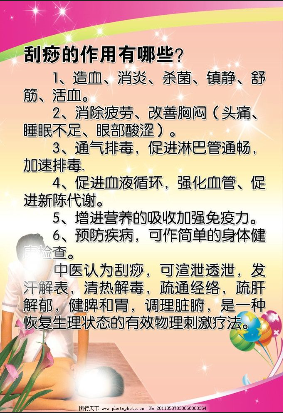 刮痧的作用有哪些?
1、造血、消炎、杀菌、镇静、舒
筋、活血。
2、消除疲劳、改善胸闷（头痛、
睡眠不足、眼部酸涩）。
3、通气排毒，促进淋巴管通畅，
加速排毒.
4、促进血液循环，强化血管、促
进新陈代谢。
5、增进营养的吸收加强免疫力。
6、预防疾病，可作简单的身体健
康检查。
中医认为刮痧，可渲泄透泄，发
汗解表，清热解毒，疏通经络，疏肝
解郁，健脾和胃，调理脏腑，是一种
恢复生理状态的有效物理刺激疗法。